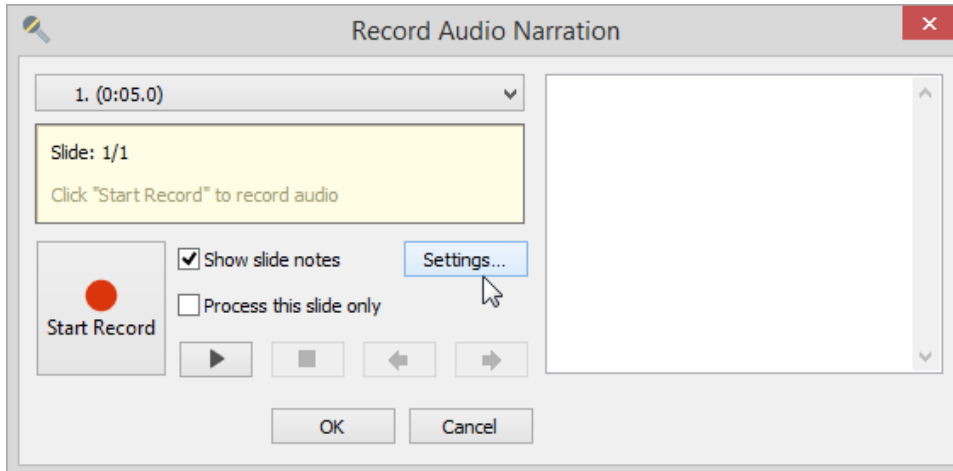 Record Audio Narration
1. (0:05.0)
Slide: 1/1
Click "Start Record" to record audio
Show slide notes
Settings...
Process this slide only
Start Record
OK
Cancel